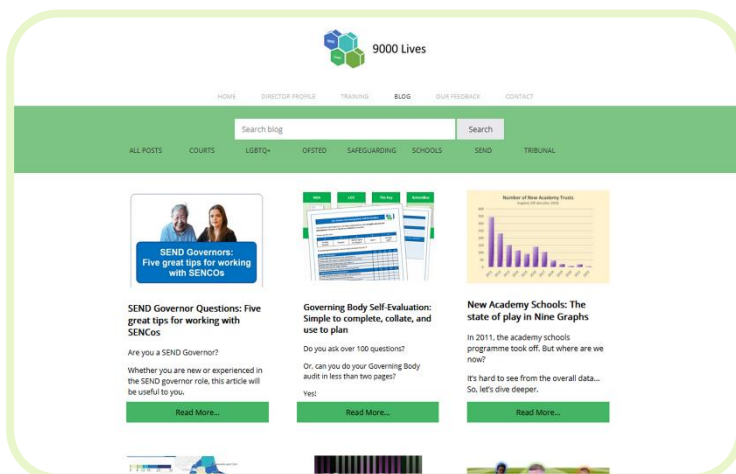 9000 Lives
HOME DIRECTOR PROFILE TRAINING BLOG OUR FEEDBACK CONTACT
Search blog Search
ALL POSTS COURTS LGBTQ+ OFSTED SAFEGUARDING SCHOOLS SEND TRIBUNAL
SEND Governors:
Five great tips for working
with SENCOs
NGA LGC The Key
Number of New Academy Trusts
SEND Governor Questions: Five
great tips for working with
SENCos
Are you a SEND Governor?
Whether you are new or experienced in
the SEND governor role, this article will
be useful to you.
Read More...
Governing Body Self-Evaluation:
Simple to complete, collate, and
use to plan
Do you ask over 100 questions?
Or, can you do your Governing Body
audit in less than two pages?
Yes!
Read More...
New Academy Schools: The
state of play in Nine Graphs
In 2011, the academy schools
programme took off. But where are we
now?
It's hard to see from the overall data...
So, let's dive deeper.
Read More...